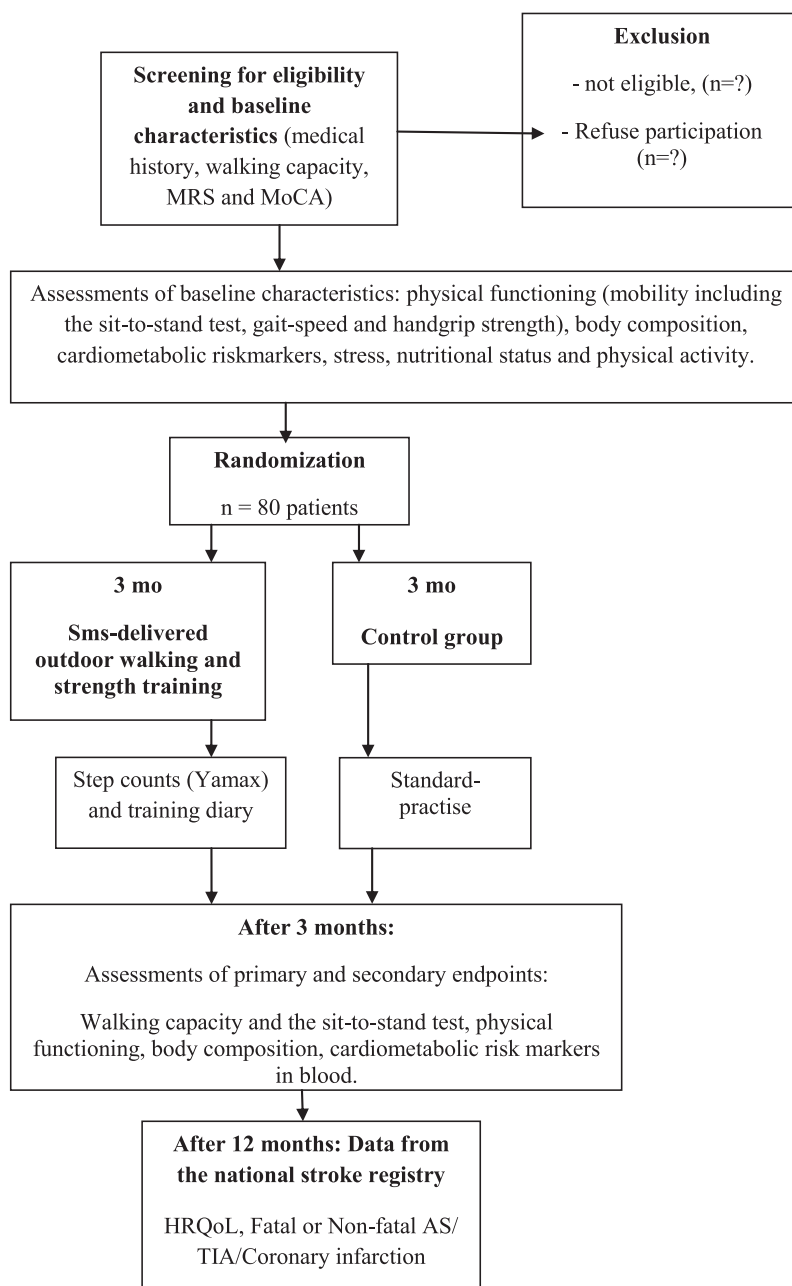 Screening for eligibility
and baseline
characteristics (medical
history, walking capacity,
MRS and MoCA)
Exclusion
- not eligible, (n=?)
- Refuse participation
(n=?)
Assessments of baseline characteristics: physical functioning (mobility including
the sit-to-stand test, gait-speed and handgrip strength), body composition,
cardiometabolic riskmarkers, stress, nutritional status and physical activity.
Randomization
n = 80 patients
3 mo
Sms-delivered
outdoor walking and
strength training
3 mo
Control group
Step counts (Yamax)
and training diary
Standard-
practise
After 3 months:
Assessments of primary and secondary endpoints:
Walking capacity and the sit-to-stand test, physical
functioning, body composition, cardiometabolic risk markers
in blood.
After 12 months: Data from
the national stroke registry
HRQoL, Fatal or Non-fatal AS/
TIA/Coronary infarction